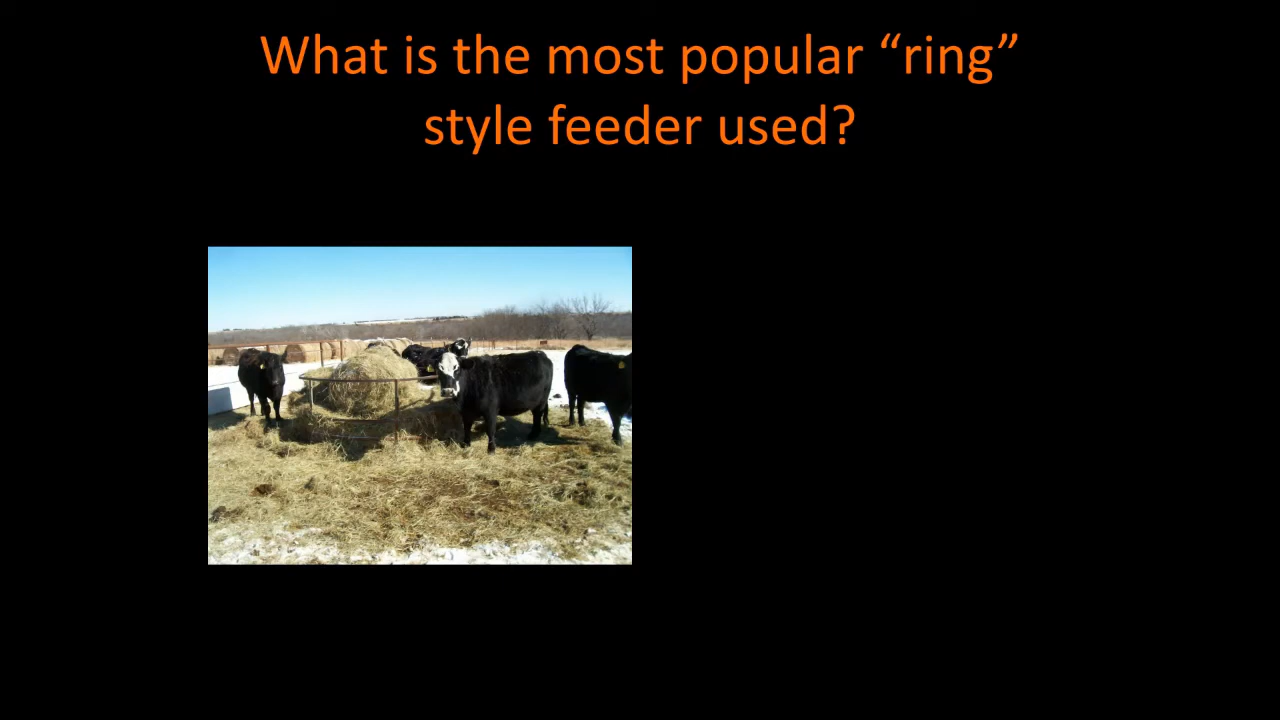 What is the most popular “ring”
style feeder used?